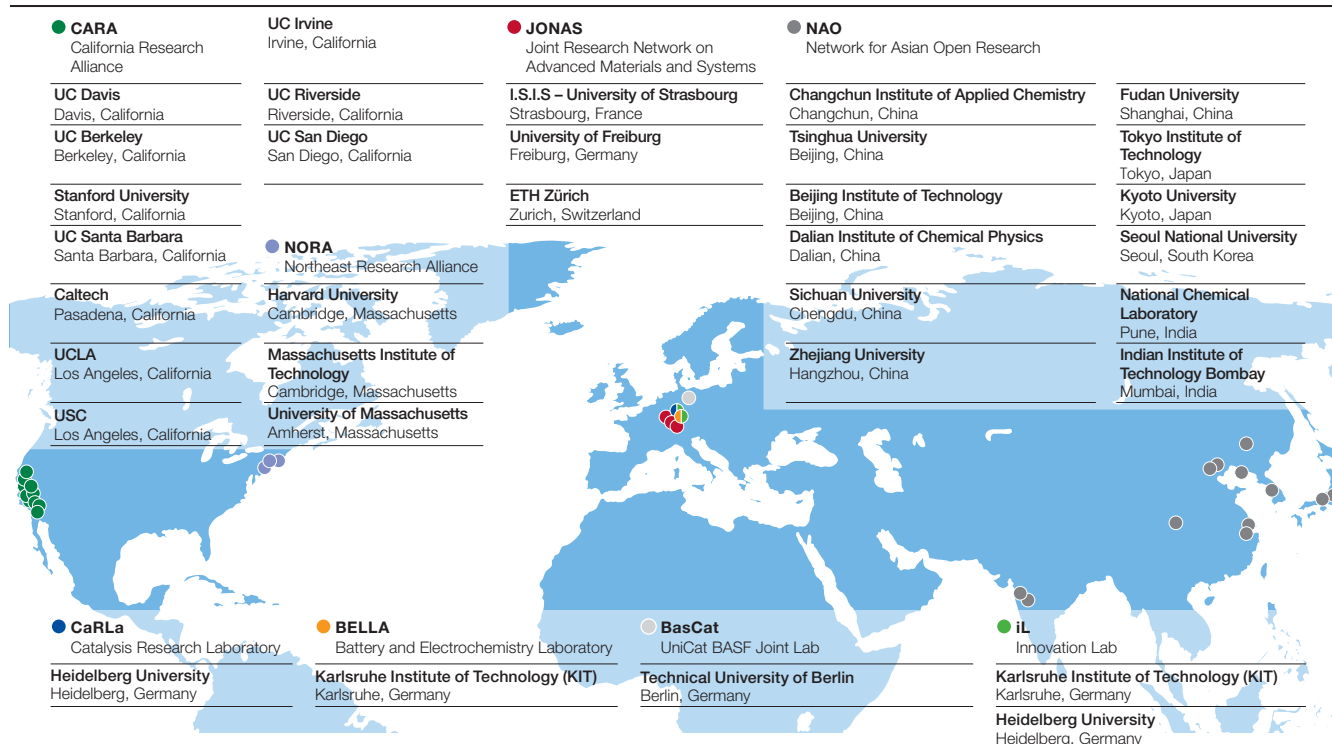 CARA
California Research
Alliance
UC Davis
Davis, California
UC Berkeley
Berkeley, California
Stanford University
Stanford, California
UC Santa Barbara
Santa Barbara, California
Caltech
Pasadena, California
UCLA
Los Angeles, California
USC
Los Angeles, California
UC Irvine
Irvine, California
UC Riverside
Riverside, California
UC San Diego
San Diego, California
NORA
Northeast Research Alliance
Harvard University
Cambridge, Massachusetts
Massachusetts Institute of
Technology
Cambridge, Massachusetts
University of Massachusetts
Amherst, Massachusetts
JONAS
Joint Research Network on
Advanced Materials and Systems
I.S.I.S – University of Strasbourg
Strasbourg, France
University of Freiburg
Freiburg, Germany
ETH Zürich
Zurich, Switzerland
NAO
Network for Asian Open Research
Changchun Institute of Applied Chemistry
Changchun, China
Tsinghua University
Beijing, China
Beijing Institute of Technology
Beijing, China
Dalian Institute of Chemical Physics
Dalian, China
Sichuan University
Chengdu, China
Zhejiang University
Hangzhou, China
Fudan University
Shanghai, China
Tokyo Institute of
Technology
Tokyo, Japan
Kyoto University
Kyoto, Japan
Seoul National University
Seoul, South Korea
National Chemical
Laboratory
Pune, India
Indian Institute of
Technology Bombay
Mumbai, India
CaRLa
Catalysis Research Laboratory
Heidelberg University
Heidelberg, Germany
BELLA
Battery and Electrochemistry Laboratory
Karlsruhe Institute of Technology (KIT)
Karlsruhe, Germany
BasCat
UniCat BASF Joint Lab
Technical University of Berlin
Berlin, Germany
iL
Innovation Lab
Karlsruhe Institute of Technology (KIT)
Karlsruhe, Germany
Heidelberg University
Heidelberg, Germany